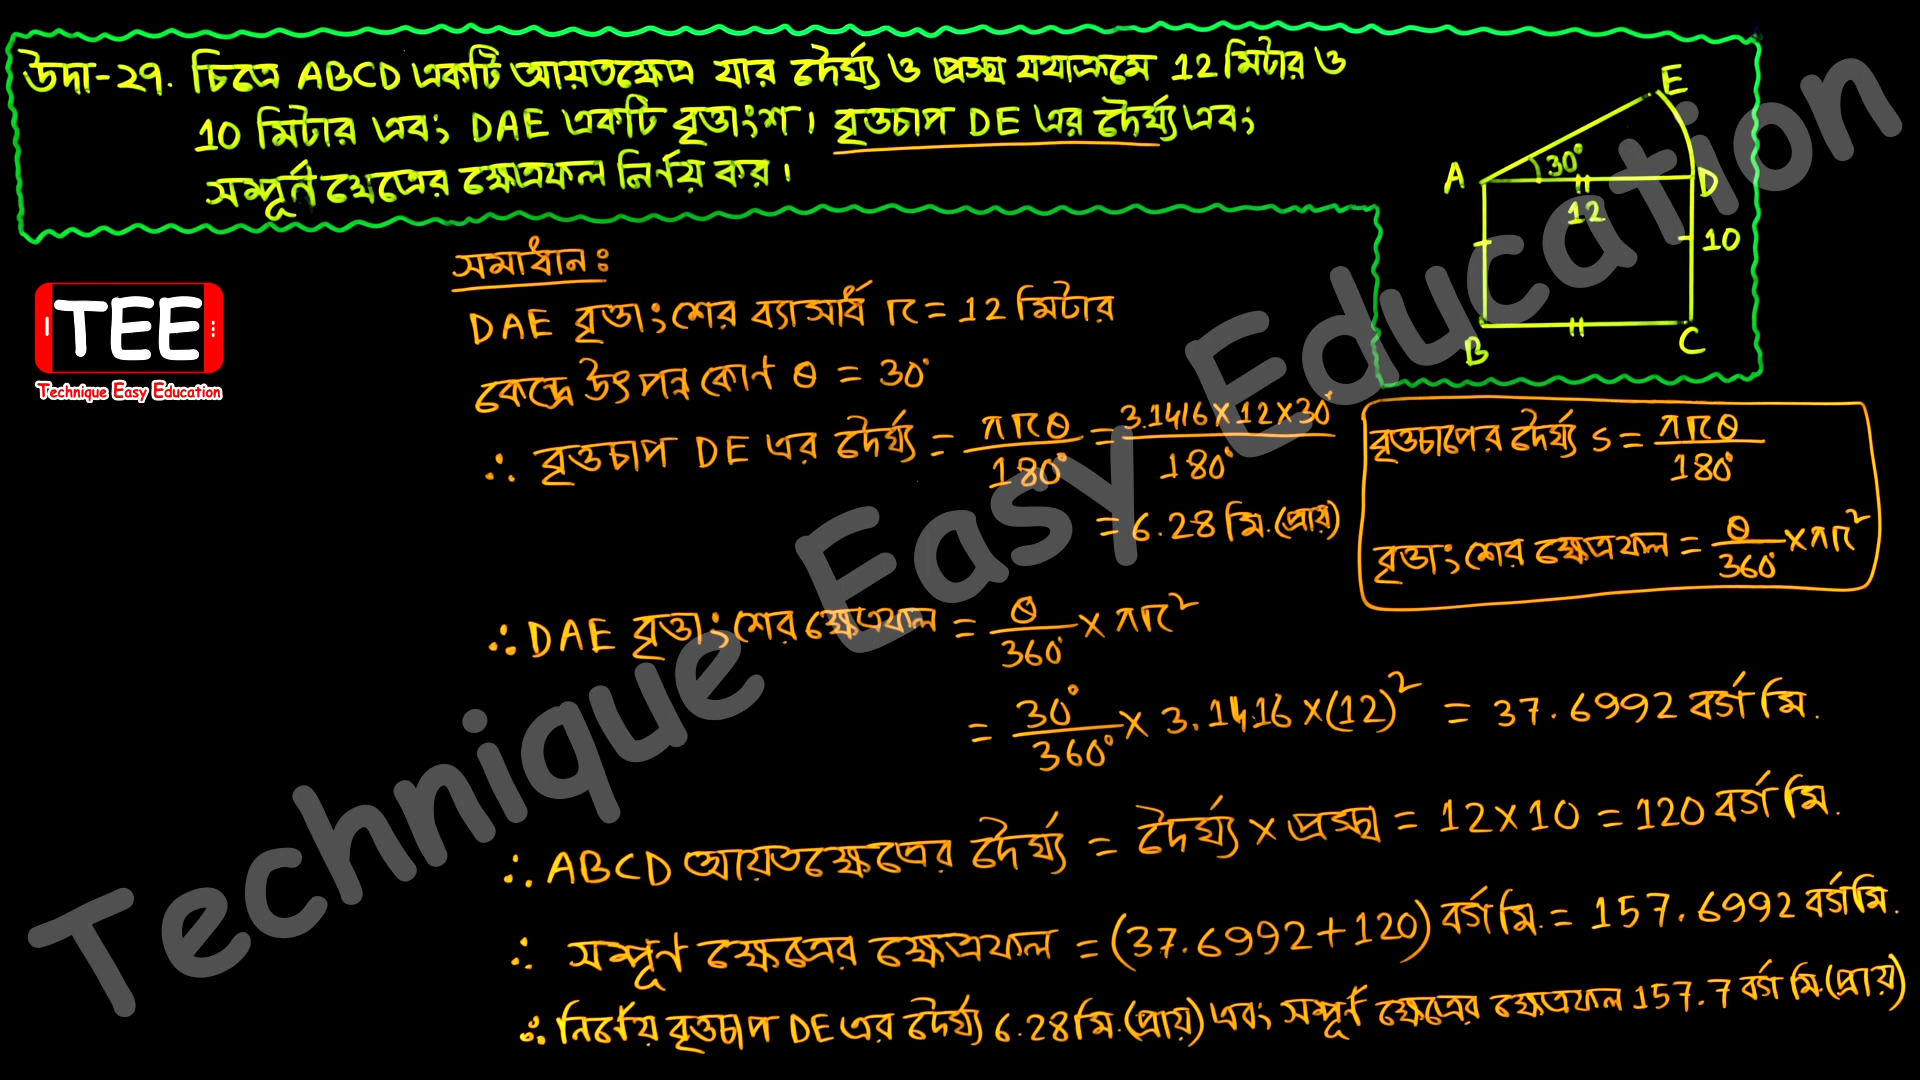 উদা-২৭. চিত্রে ABCD একটি আয়তক্ষেত্র যার দৈর্ঘ্য ও প্রস্থ যথাক্রমে 12 মিটার ও
10 মিটার এবং DAE একটি বৃত্তাংশ। বৃত্তচাপ DE এর দৈর্ঘ্য এবং
সম্পূর্ন ক্ষেত্রের ক্ষেত্রফল নির্ণয় কর।
E
A 30° D
12
10
B C
TEE
Technique Easy Education
সমাধান ঃ
DAE বৃত্তাংশের ব্যাসার্ধ r = 12 মিটার
কেন্দ্রে উৎপন্ন কোণ θ = 30°
∴ বৃত্তচাপ DE এর দৈর্ঘ্য = πrθ/180° = 3.1416×12×30°/180°
= 6.28 মি.(প্রায়)
বৃত্তচাপের দৈর্ঘ্য s = πrθ/180°
বৃত্তাংশের ক্ষেত্রফল = θ/360° × πr²
∴ DAE বৃত্তাংশের ক্ষেত্রফল = θ/360° × πr²
= 30°/360° × 3.1416 × (12)² = 37.6992 বর্গ মি.
∴ ABCD আয়তক্ষেত্রের দৈর্ঘ্য = দৈর্ঘ্য × প্রস্থ = 12×10 = 120 বর্গ মি.
∴ সম্পূর্ণ ক্ষেত্রের ক্ষেত্রফল = (37.6992+120) বর্গ মি. = 157.6992 বর্গ মি.
∴ নির্ণেয় বৃত্তচাপ DE এর দৈর্ঘ্য 6.28 মি.(প্রায়) এবং সম্পূর্ণ ক্ষেত্রের ক্ষেত্রফল 157.7 বর্গ মি.(প্রায়)
Technique Easy Education